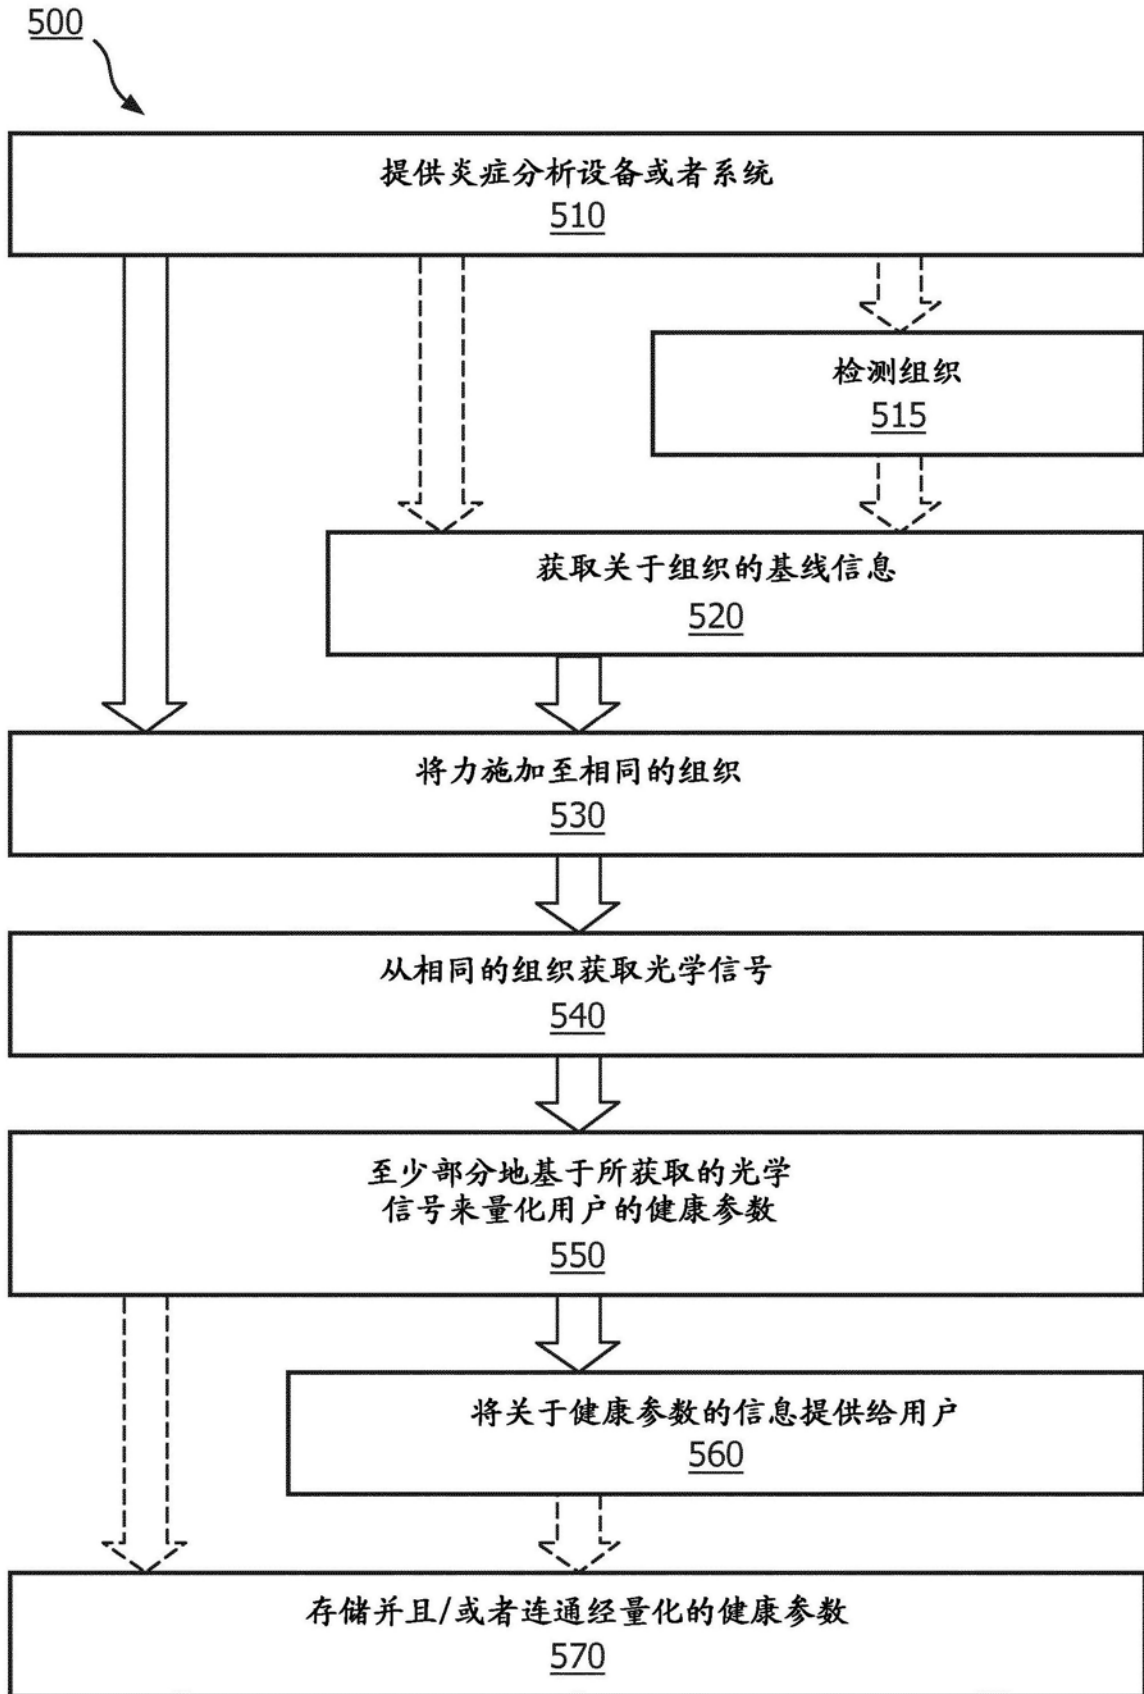 500
提供炎症分析设备或者系统
510
检测组织
515
获取关于组织的基线信息
520
将力施加至相同的组织
530
从相同的组织获取光学信号
540
至少部分地基于所获取的光学
信号来量化用户的健康参数
550
将关于健康参数的信息提供给用户
560
存储并且/或者连通经量化的健康参数
570